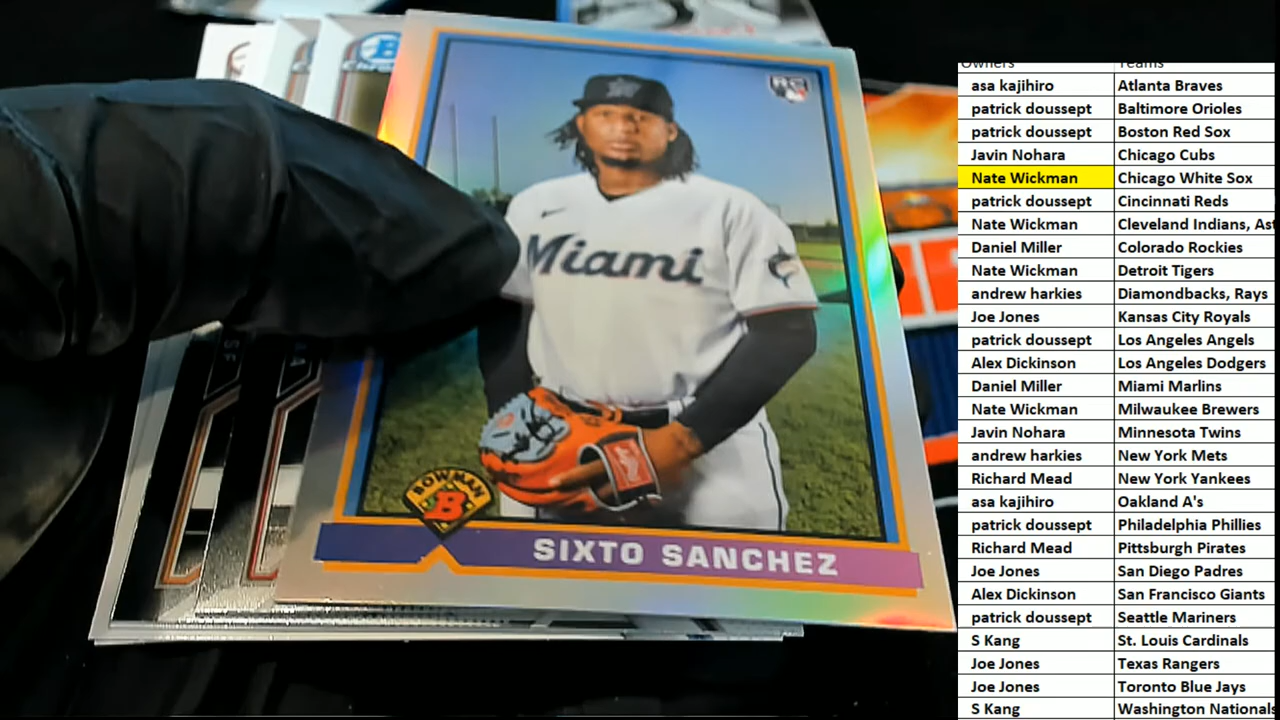 RC
Miami
BOWMAN
B
SIXTO SANCHEZ
Owners Teams
asa kajihiro Atlanta Braves
patrick doussept Baltimore Orioles
patrick doussept Boston Red Sox
Javin Nohara Chicago Cubs
Nate Wickman Chicago White Sox
patrick doussept Cincinnati Reds
Nate Wickman Cleveland Indians, Ast
Daniel Miller Colorado Rockies
Nate Wickman Detroit Tigers
andrew harkies Diamondbacks, Rays
Joe Jones Kansas City Royals
patrick doussept Los Angeles Angels
Alex Dickinson Los Angeles Dodgers
Daniel Miller Miami Marlins
Nate Wickman Milwaukee Brewers
Javin Nohara Minnesota Twins
andrew harkies New York Mets
Richard Mead New York Yankees
asa kajihiro Oakland A's
patrick doussept Philadelphia Phillies
Richard Mead Pittsburgh Pirates
Joe Jones San Diego Padres
Alex Dickinson San Francisco Giants
patrick doussept Seattle Mariners
S Kang St. Louis Cardinals
Joe Jones Texas Rangers
Joe Jones Toronto Blue Jays
S Kang Washington Nationals